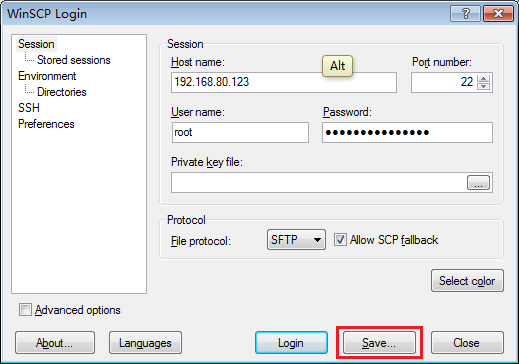 WinSCP Login
Session
Stored sessions
Environment
Directories
SSH
Preferences
Session
Host name:
Alt
Port number:
192.168.80.123
22
User name:
Password:
root
●●●●●●●●●●●●●●●
Private key file:
...
Protocol
File protocol:
SFTP
Allow SCP fallback
Select color
Advanced options
About...
Languages
Login
Save...
Close